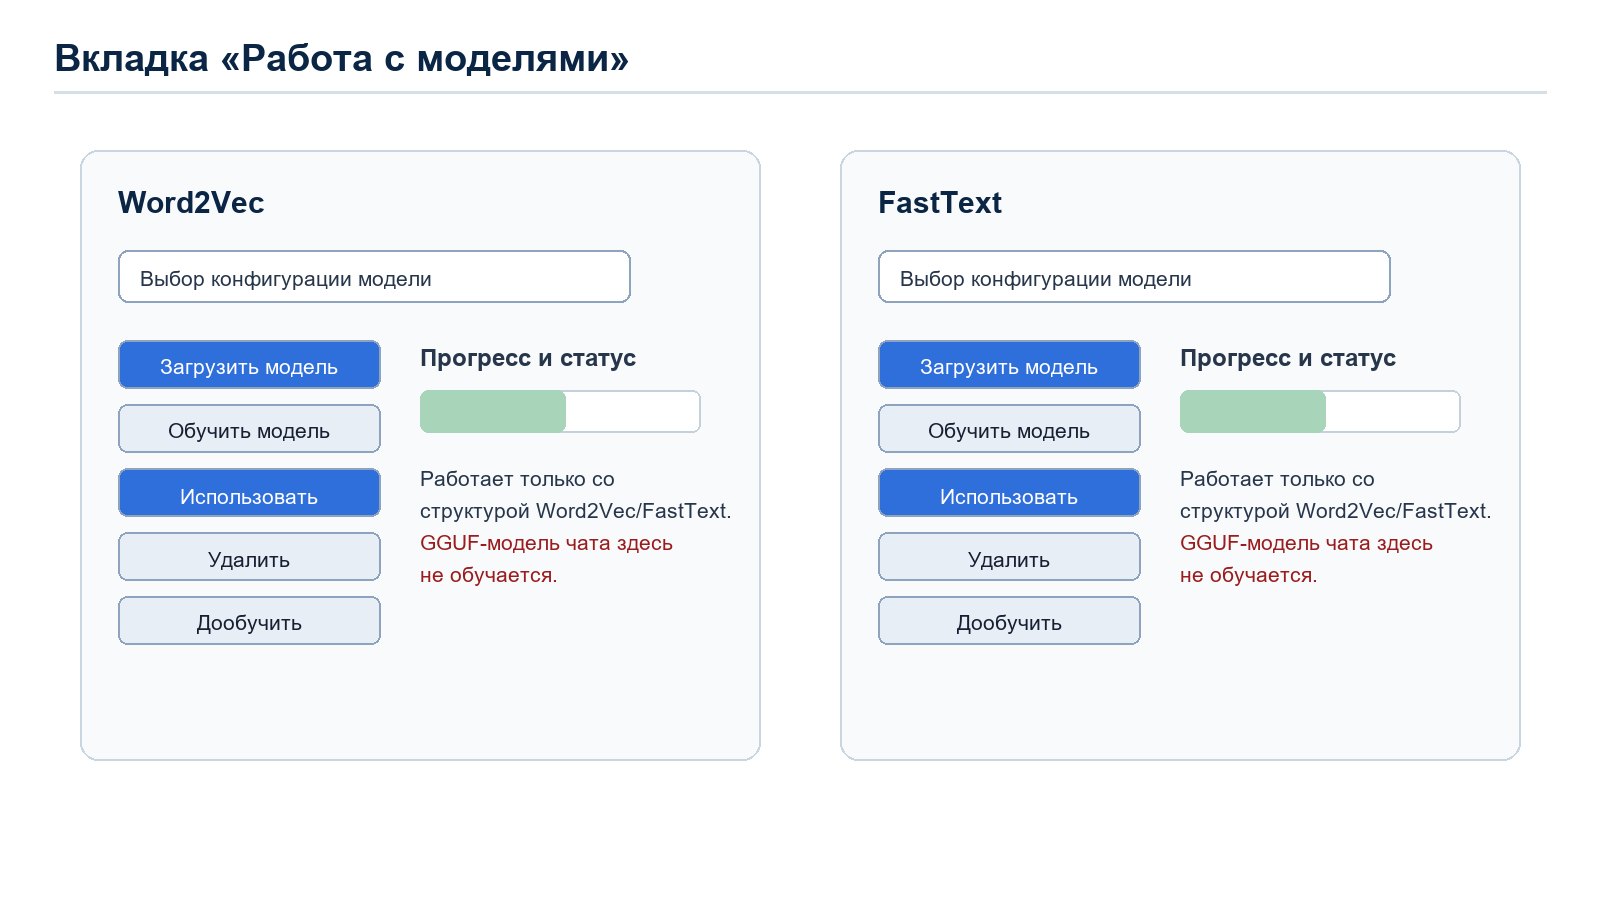 Вкладка «Работа с моделями»
Word2Vec
Выбор конфигурации модели
Загрузить модель
Обучить модель
Использовать
Удалить
Дообучить
Прогресс и статус
Работает только со
структурой Word2Vec/FastText.
GGUF-модель чата здесь
не обучается.
FastText
Выбор конфигурации модели
Загрузить модель
Обучить модель
Использовать
Удалить
Дообучить
Прогресс и статус
Работает только со
структурой Word2Vec/FastText.
GGUF-модель чата здесь
не обучается.